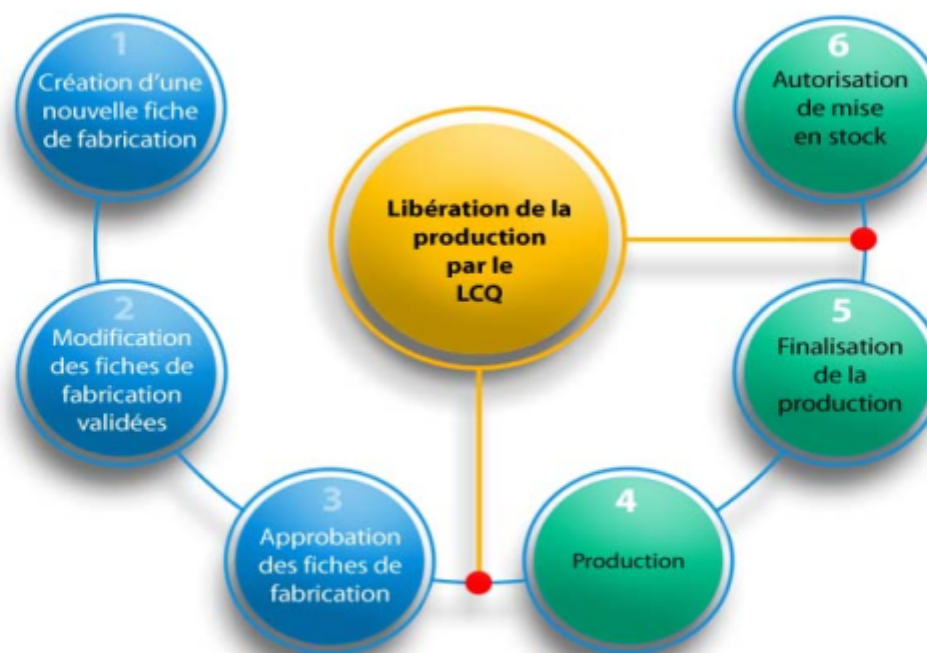 1
Création d'une
nouvelle fiche
de fabrication
2
Modification
des fiches de
fabrication
validées
3
Approbation
des fiches de
fabrication
Libération de la
production
par le
LCQ
4
Production
5
Finalisation
de la
production
6
Autorisation
de mise
en stock